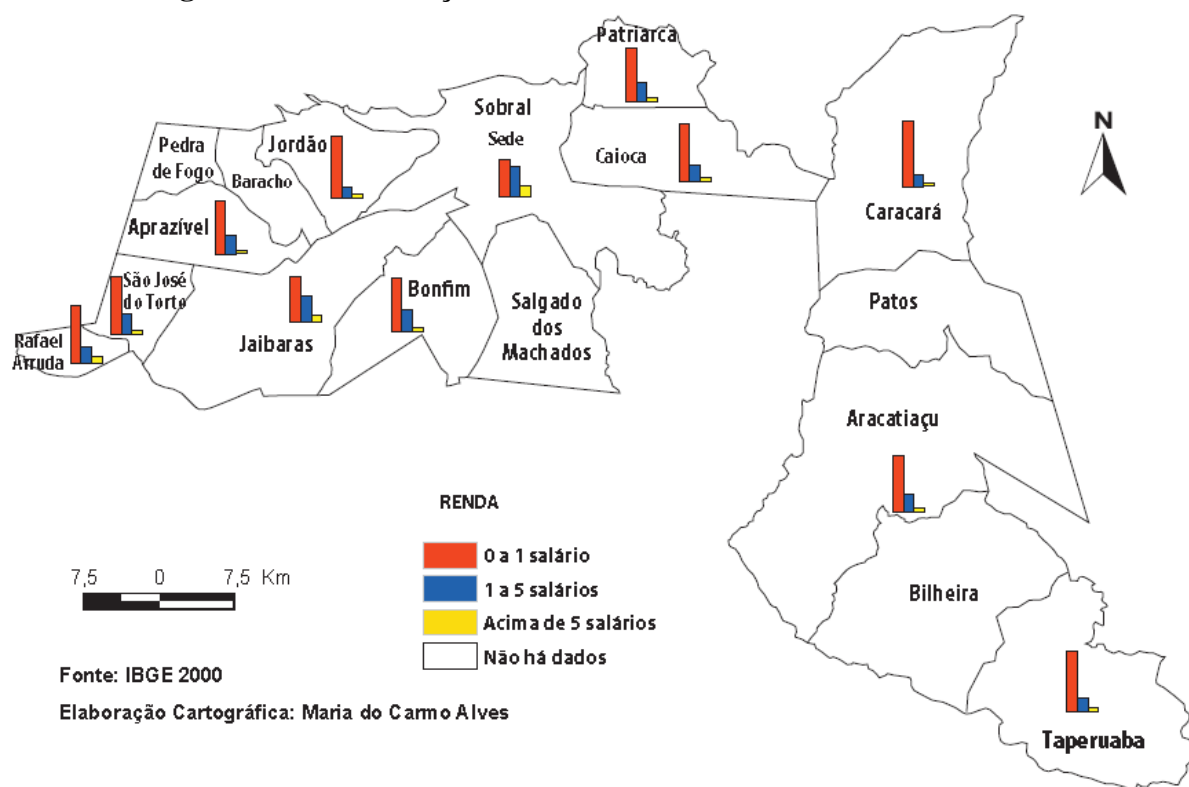 Patriarca
Sobral
Sede
Caioca
Pedra
de Fogo
Jordão
Baracho
Aprazível
São José
do Torto
Rafael
Arruda
Jaibaras
Bonfim
Salgado
dos
Machados
N
Caracará
Patos
Aracatiaçu
Bilheira
Taperuaba
RENDA
0 a 1 salário
1 a 5 salários
Acima de 5 salários
Não há dados
7,5 0 7,5 Km
Fonte: IBGE 2000
Elaboração Cartográfica: Maria do Carmo Alves